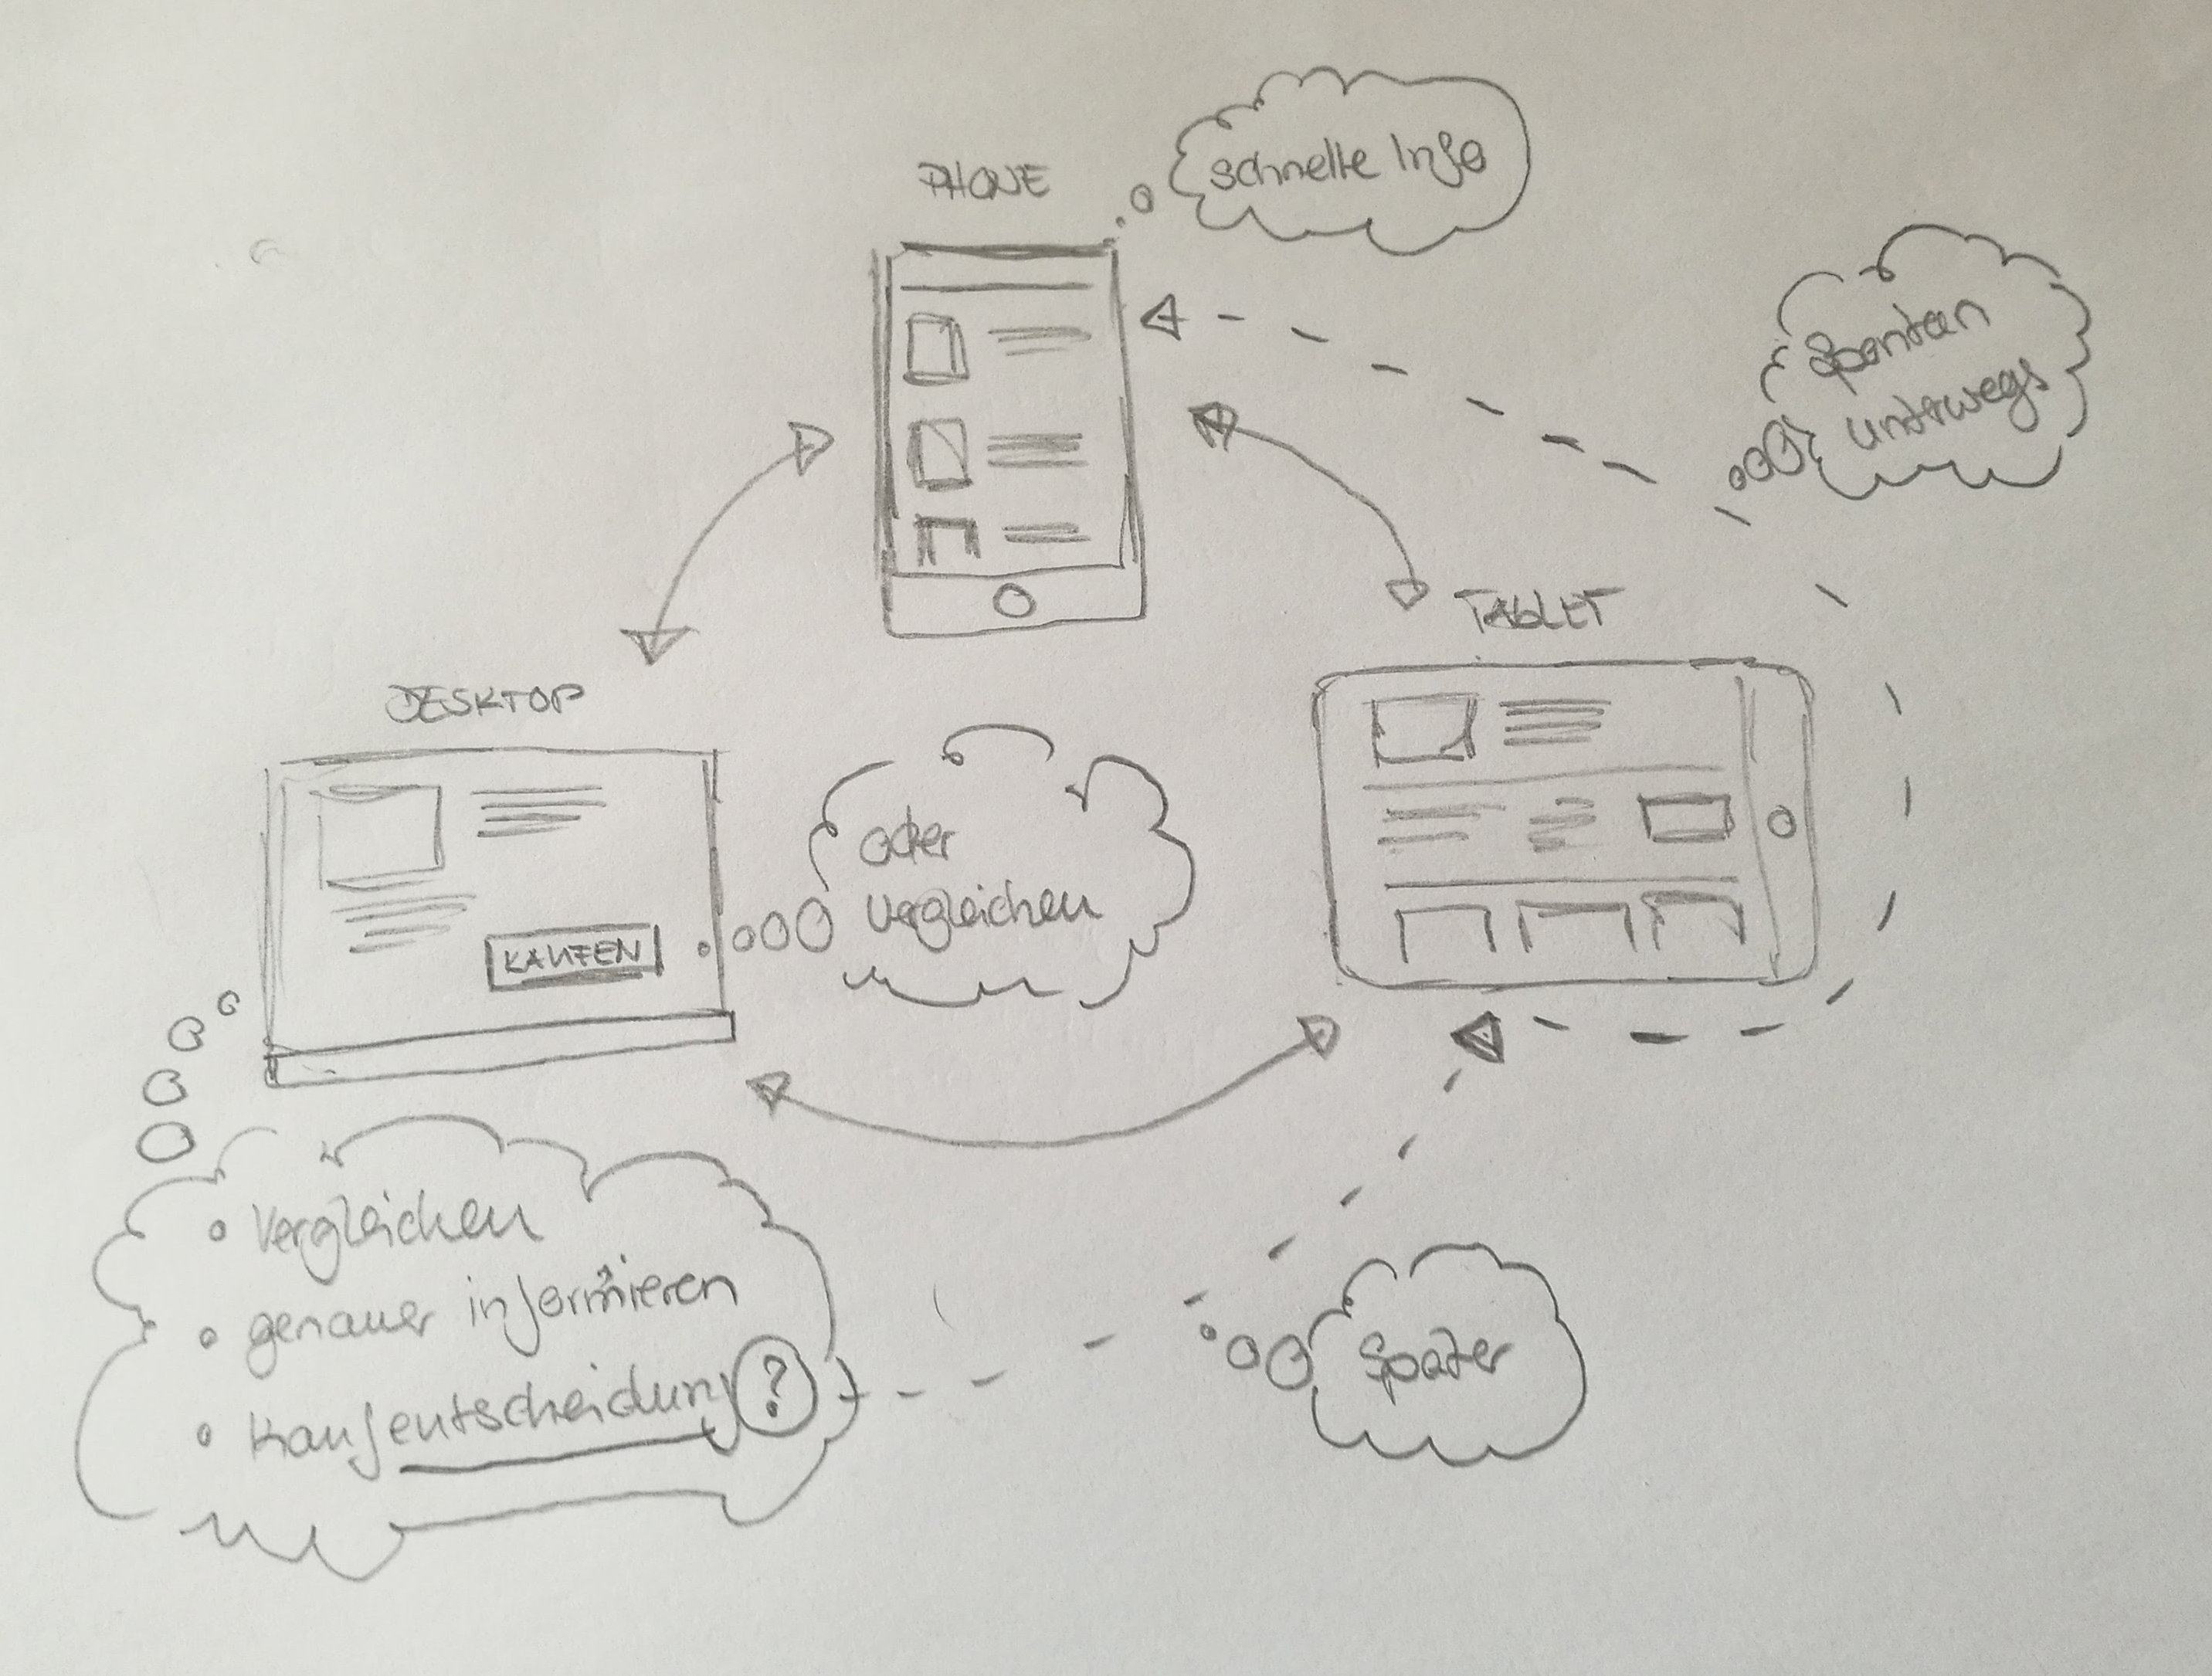 PHONE
schnelle Info
spontan
unterwegs
TABLET
DESKTOP
KAUFEN
oder
vergleichen
• Vergleichen
• genauer informieren
• Kaufentscheidung ?
später